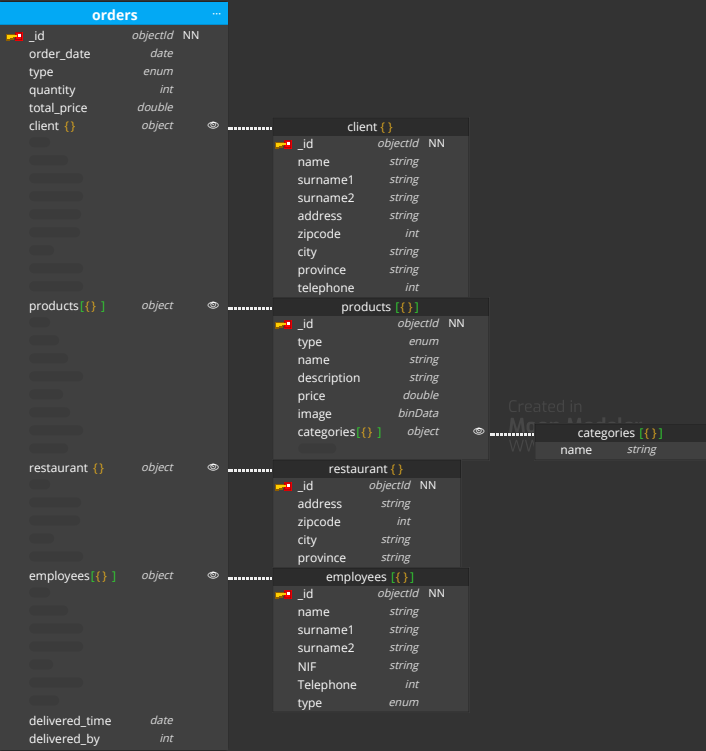 orders ...
_id objectId NN
order_date date
type enum
quantity int
total_price double
client {} object
client {}
_id objectId NN
name string
surname1 string
surname2 string
address string
zipcode int
city string
province string
telephone int
products[{} ] object
products [{}]
_id objectId NN
type enum
name string
description string
price double
image binData
categories[{} ] object
Created in
categories [{}]
name string
restaurant {} object
restaurant {}
_id objectId NN
address string
zipcode int
city string
province string
employees[{} ] object
employees [{}]
_id objectId NN
name string
surname1 string
surname2 string
NIF string
Telephone int
type enum
delivered_time date
delivered_by int